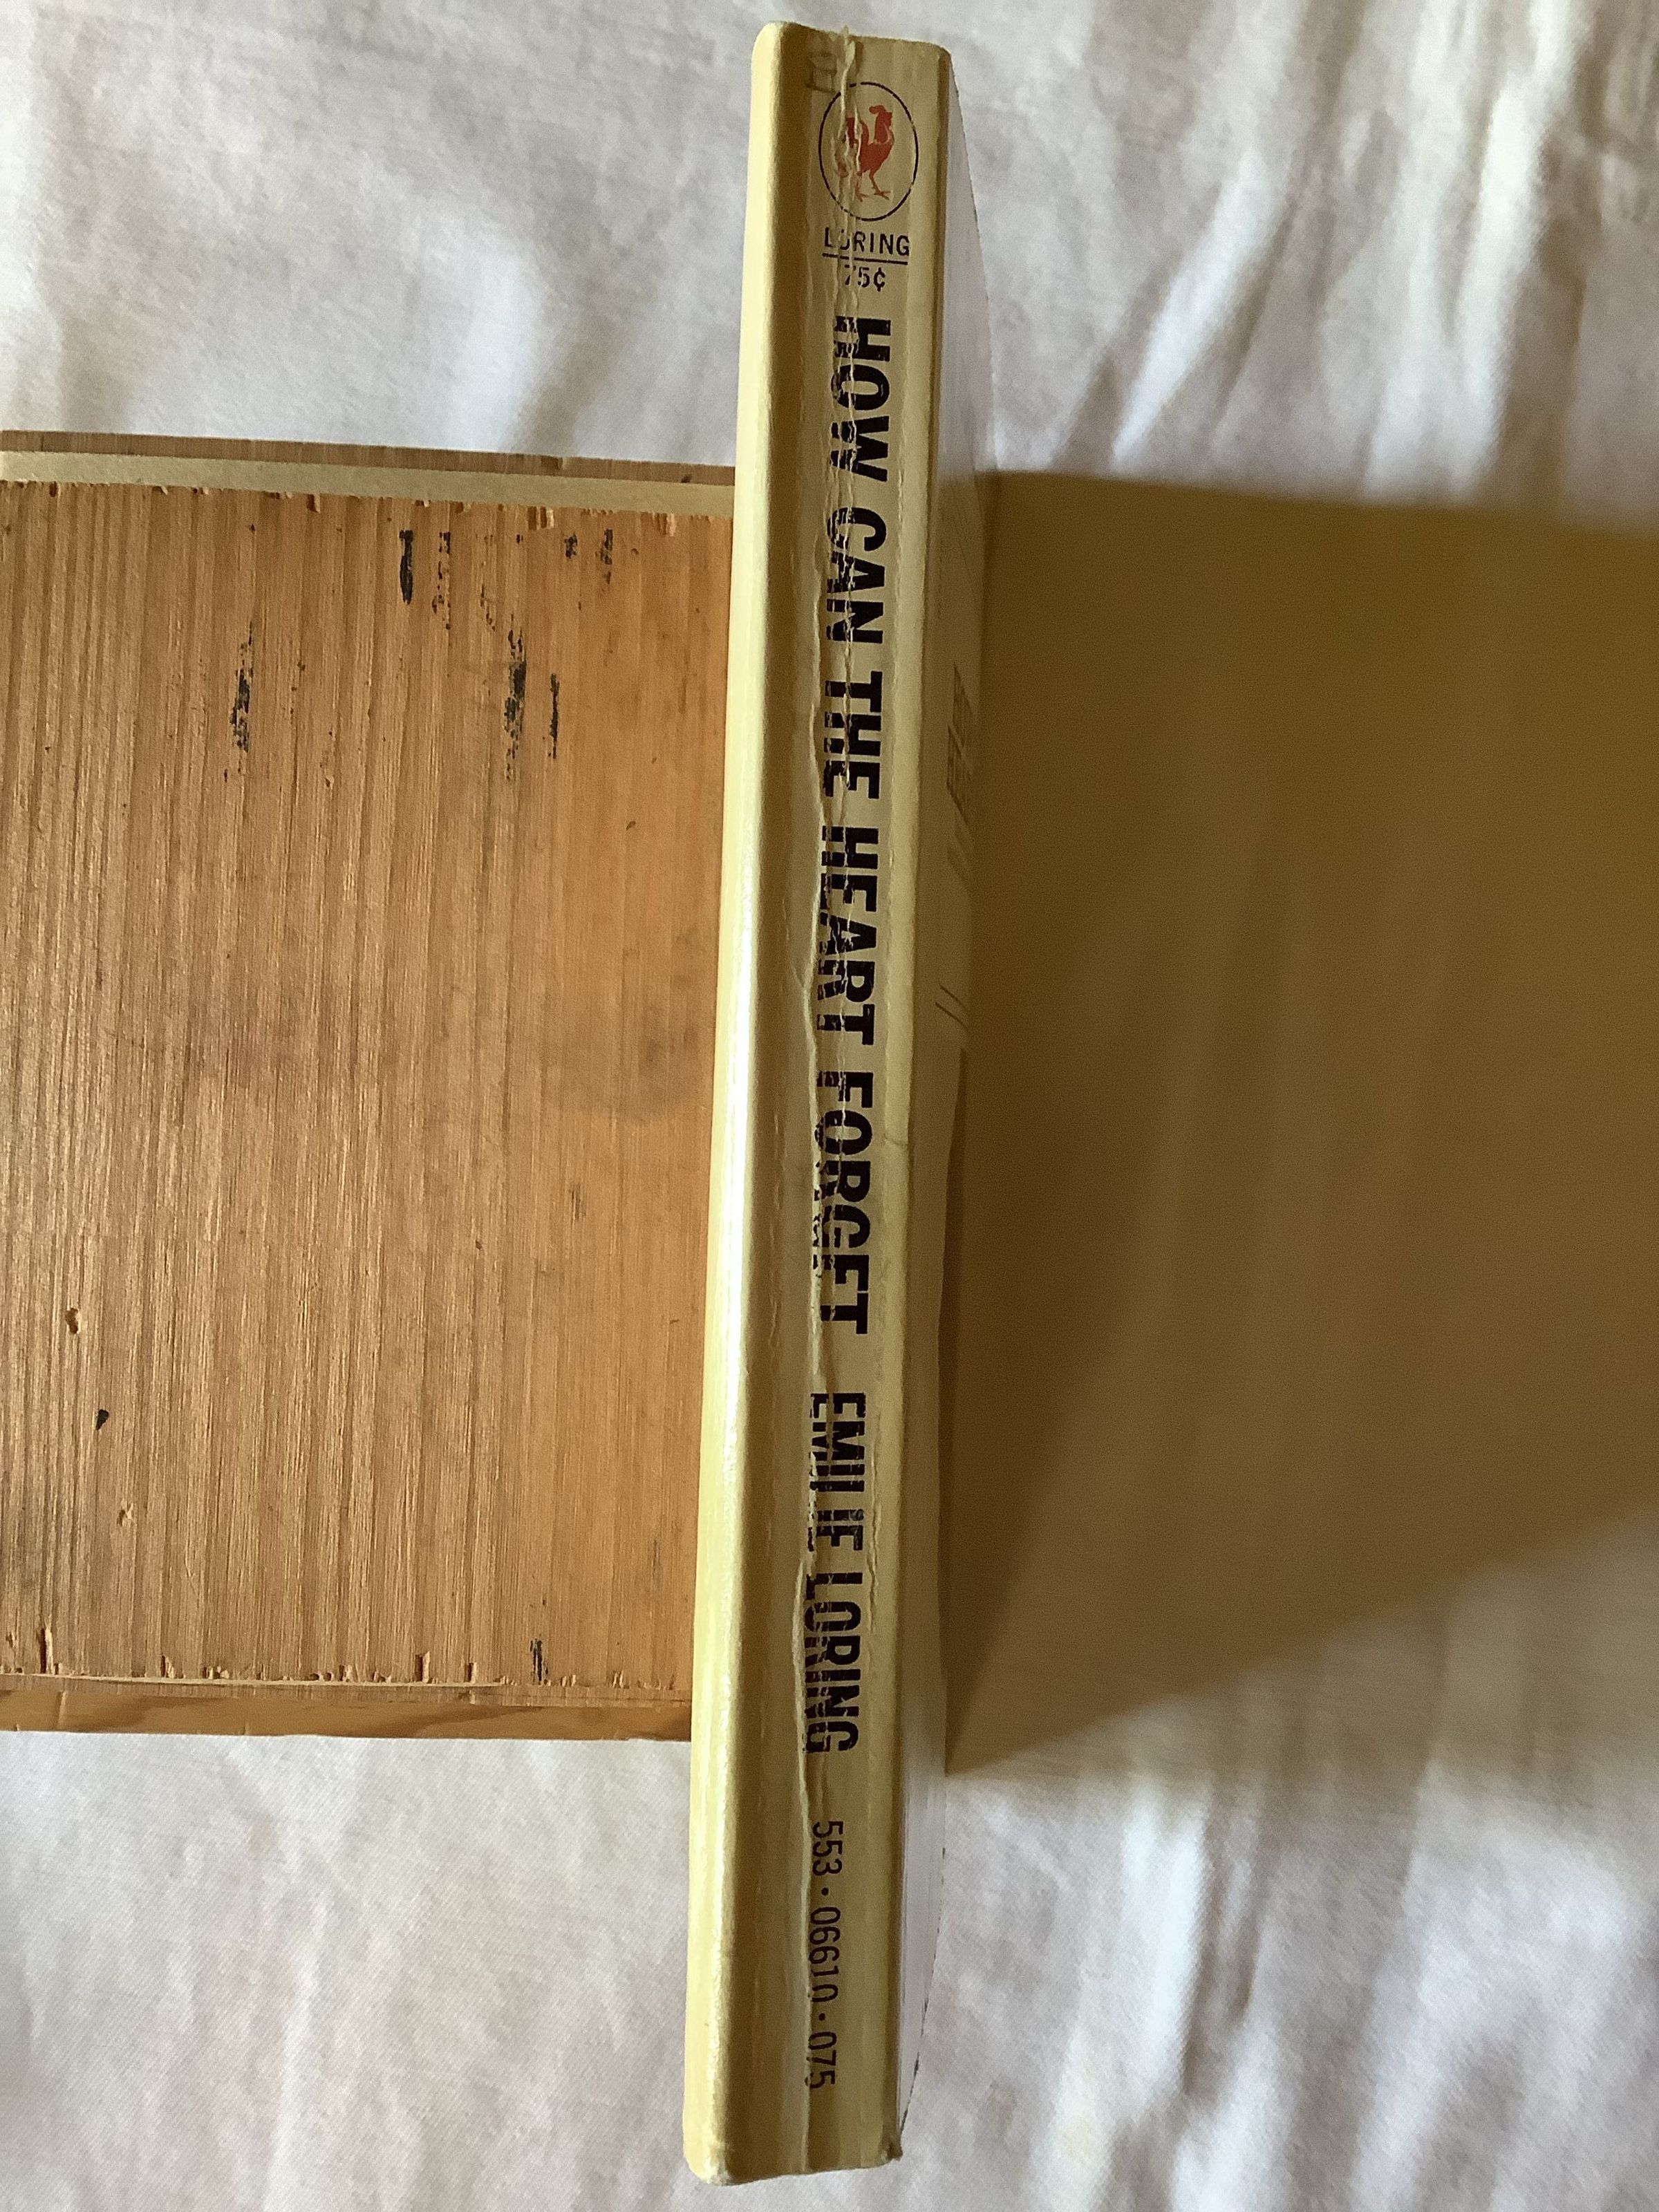 LORING
75¢
HOW CAN THE HEART FORGET EMILIE LORING 553·06610·075